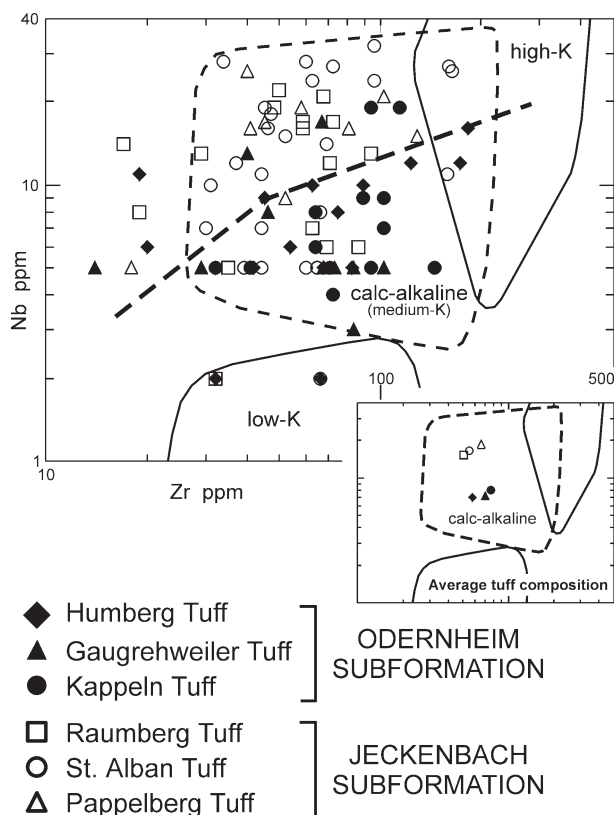 40
high-K
10
Nb ppm
calc-alkaline
(medium-K)
low-K
1
10
Zr ppm
100
500
calc-alkaline
Average tuff composition
Humberg Tuff
Gaugrehweiler Tuff
Kappeln Tuff
ODERNHEIM
SUBFORMATION
Raumberg Tuff
St. Alban Tuff
Pappelberg Tuff
JECKENBACH
SUBFORMATION